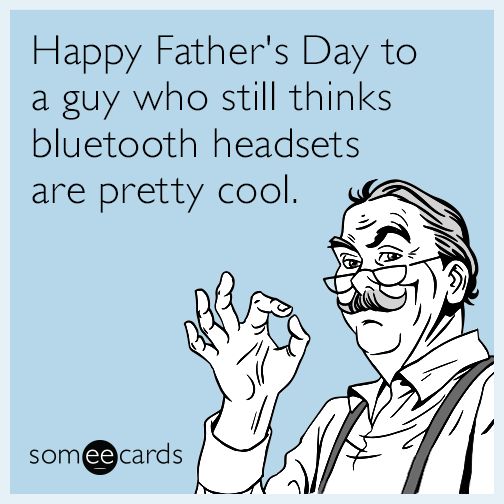 Happy Father's Day to
a guy who still thinks
bluetooth headsets
are pretty cool.
someecards